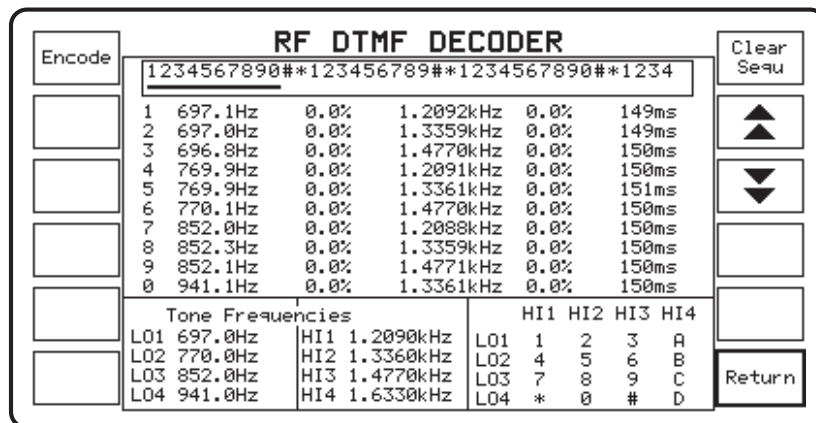 RF DTMF DECODER
Encode
Clear
Sequ
1234567890#*123456789#*1234567890#*1234
1 697.1Hz 0.0% 1.2092kHz 0.0% 149ms
2 697.0Hz 0.0% 1.3359kHz 0.0% 149ms
3 696.8Hz 0.0% 1.4770kHz 0.0% 150ms
4 769.9Hz 0.0% 1.2091kHz 0.0% 150ms
5 769.9Hz 0.0% 1.3361kHz 0.0% 151ms
6 770.1Hz 0.0% 1.4770kHz 0.0% 150ms
7 852.0Hz 0.0% 1.2088kHz 0.0% 150ms
8 852.3Hz 0.0% 1.3359kHz 0.0% 150ms
9 852.1Hz 0.0% 1.4771kHz 0.0% 150ms
0 941.1Hz 0.0% 1.3361kHz 0.0% 150ms
Tone Frequencies
LO1 697.0Hz HI1 1.2090kHz
LO2 770.0Hz HI2 1.3360kHz
LO3 852.0Hz HI3 1.4770kHz
LO4 941.0Hz HI4 1.6330kHz
HI1 HI2 HI3 HI4
LO1 1 2 3 A
LO2 4 5 6 B
LO3 7 8 9 C
LO4 * 0 # D
Return